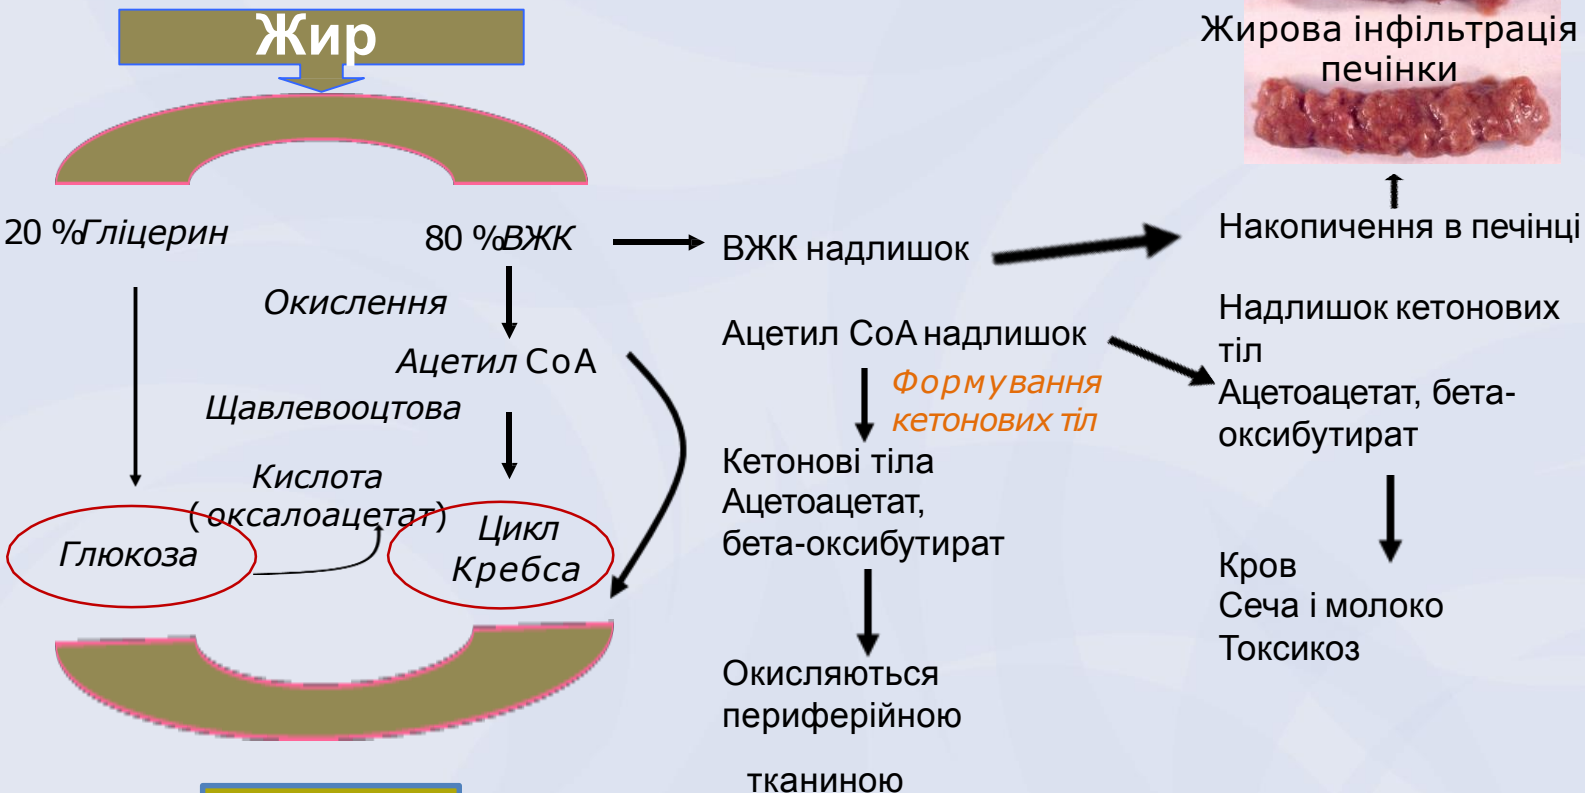 Жир
20 %Гліцерин
80 %ВЖК
Окислення
Ацетил CoA
Щавлевооцтова
Кислота
(оксалоацетат)
Глюкоза
Цикл
Кребса
ВЖК надлишок
Ацетил CoA надлишок
Формування
кетонових тіл
Кетонові тіла
Ацетоацетат,
бета-оксибутират
Окисляються
периферійною
тканиною
Жирова інфільтрація
печінки
Накопичення в печінці
Надлишок кетонових
тіл
Ацетоацетат, бета-
оксибутират
Кров
Сеча і молоко
Токсикоз